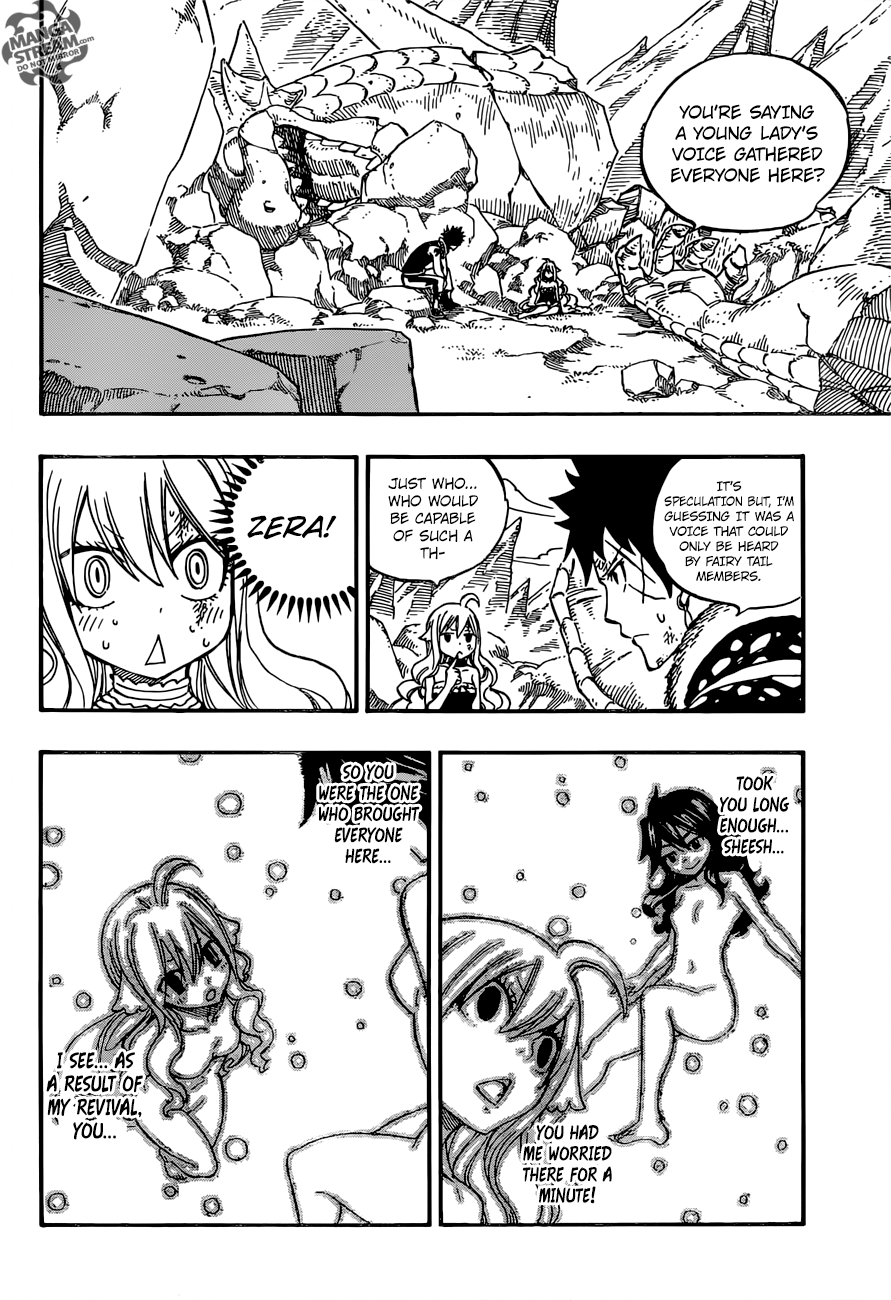 MANGA
STREAM.com
DO NOT MIRROR
YOU'RE SAYING
A YOUNG LADY'S
VOICE GATHERED
EVERYONE HERE?
IT'S
SPECULATION BUT, I'M
GUESSING IT WAS A
VOICE THAT COULD
ONLY BE HEARD
BY FAIRY TAIL
MEMBERS.
JUST WHO...
WHO WOULD
BE CAPABLE
OF SUCH A
TH-
ZERA!
TOOK
YOU LONG
ENOUGH...
SHEESH...
YOU HAD
ME WORRIED
THERE FOR A
MINUTE!
SO YOU
WERE THE ONE
WHO BROUGHT
EVERYONE
HERE...
I SEE... AS
A RESULT OF
MY REVIVAL,
YOU...